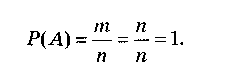 P(A) = m/n = n/n = 1.